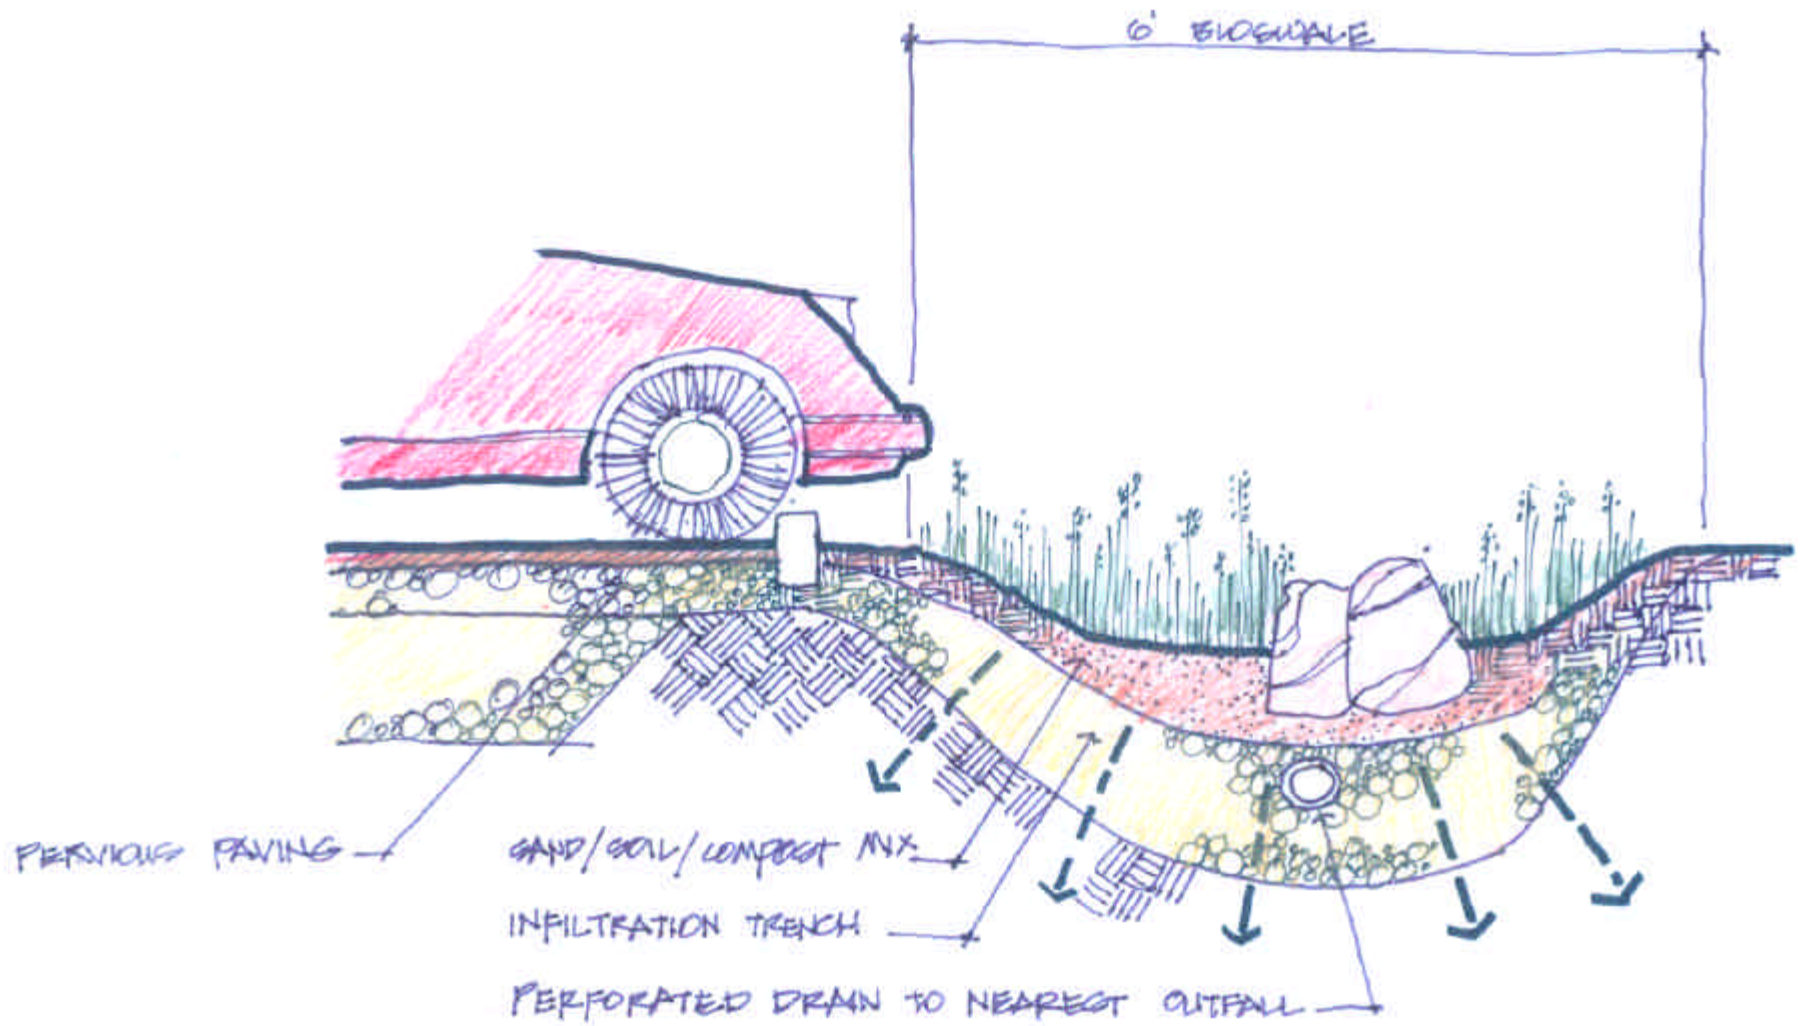 6' BIOSWALE
PERVIOUS PAVING
SAND/SOIL/COMPOST MIX
INFILTRATION TRENCH
PERFORATED DRAIN TO NEAREST OUTFALL